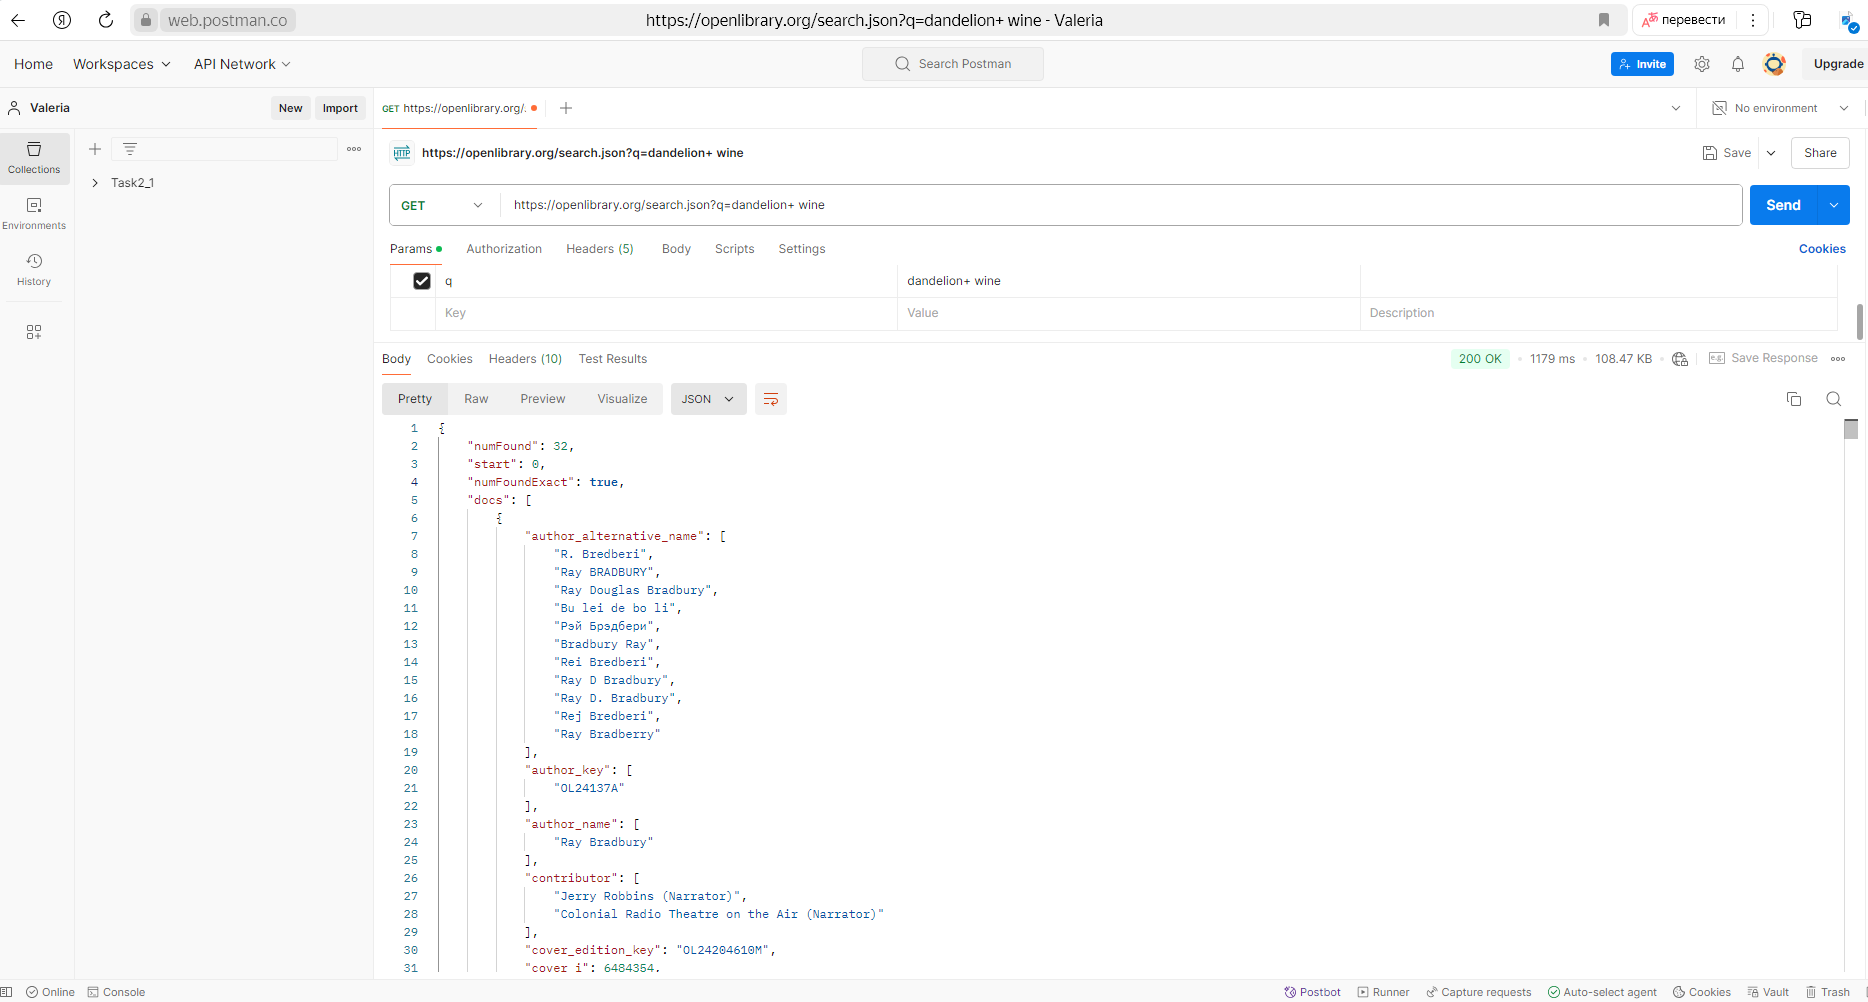 web.postman.co https://openlibrary.org/search.json?q=dandelion+ wine - Valeria перевести
Home Workspaces API Network Search Postman Invite Upgrade
Valeria New Import GET https://openlibrary.org/. No environment
Collections
Environments
History
Task2_1
HTTP https://openlibrary.org/search.json?q=dandelion+ wine Save Share
GET https://openlibrary.org/search.json?q=dandelion+ wine Send
Params Authorization Headers (5) Body Scripts Settings Cookies
q dandelion+ wine
Key Value Description
Body Cookies Headers (10) Test Results 200 OK 1179 ms 108.47 KB e.g. Save Response
Pretty Raw Preview Visualize JSON
1 {
2 "numFound": 32,
3 "start": 0,
4 "numFoundExact": true,
5 "docs": [
6 {
7 "author_alternative_name": [
8 "R. Bredberi",
9 "Ray BRADBURY",
10 "Ray Douglas Bradbury",
11 "Bu lei de bo li",
12 "Рэй Брэдбери",
13 "Bradbury Ray",
14 "Rei Bredberi",
15 "Ray D Bradbury",
16 "Ray D. Bradbury",
17 "Rej Bredberi",
18 "Ray Bradberry"
19 ],
20 "author_key": [
21 "OL24137A"
22 ],
23 "author_name": [
24 "Ray Bradbury"
25 ],
26 "contributor": [
27 "Jerry Robbins (Narrator)",
28 "Colonial Radio Theatre on the Air (Narrator)"
29 ],
30 "cover_edition_key": "OL24204610M",
31 "cover_i": 6484354,
Online Console Postbot Runner Capture requests Auto-select agent Cookies Vault Trash